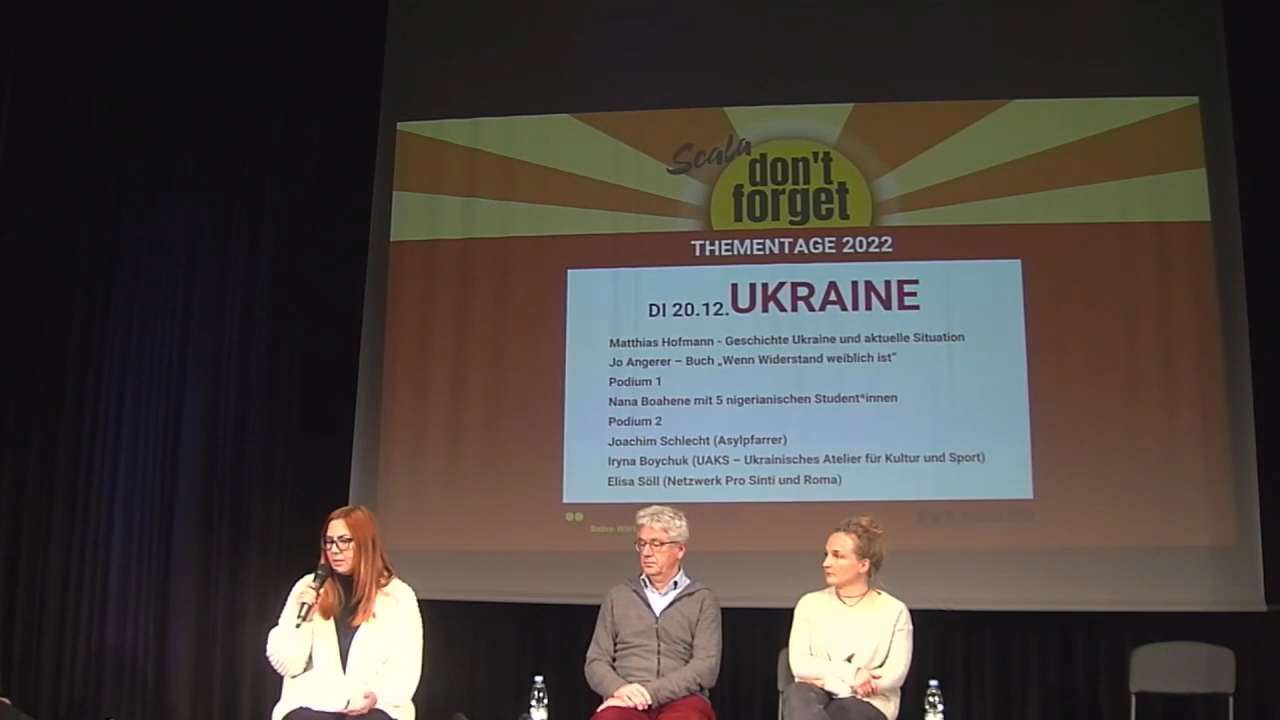 Scala
don't
forget
THEMENTAGE 2022
DI 20.12.UKRAINE
Matthias Hofmann - Geschichte Ukraine und aktuelle Situation
Jo Angerer – Buch „Wenn Widerstand weiblich ist“
Podium 1
Nana Boahene mit 5 nigerianischen Student*innen
Podium 2
Joachim Schlecht (Asylpfarrer)
Iryna Boychuk (UAKS – Ukrainisches Atelier für Kultur und Sport)
Elisa Söll (Netzwerk Pro Sinti und Roma)